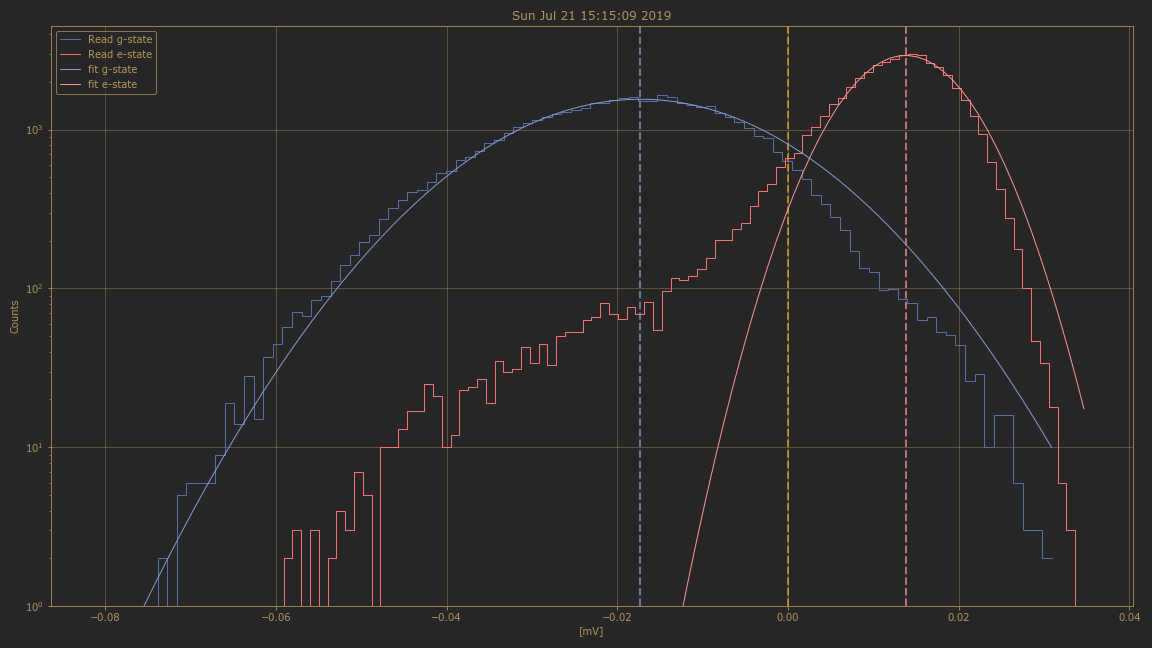 Sun Jul 21 15:15:09 2019
Read g-state
Read e-state
fit g-state
fit e-state
Counts
10³
10²
10¹
10⁰
−0.08 −0.06 −0.04 −0.02 0.00 0.02 0.04
[mV]